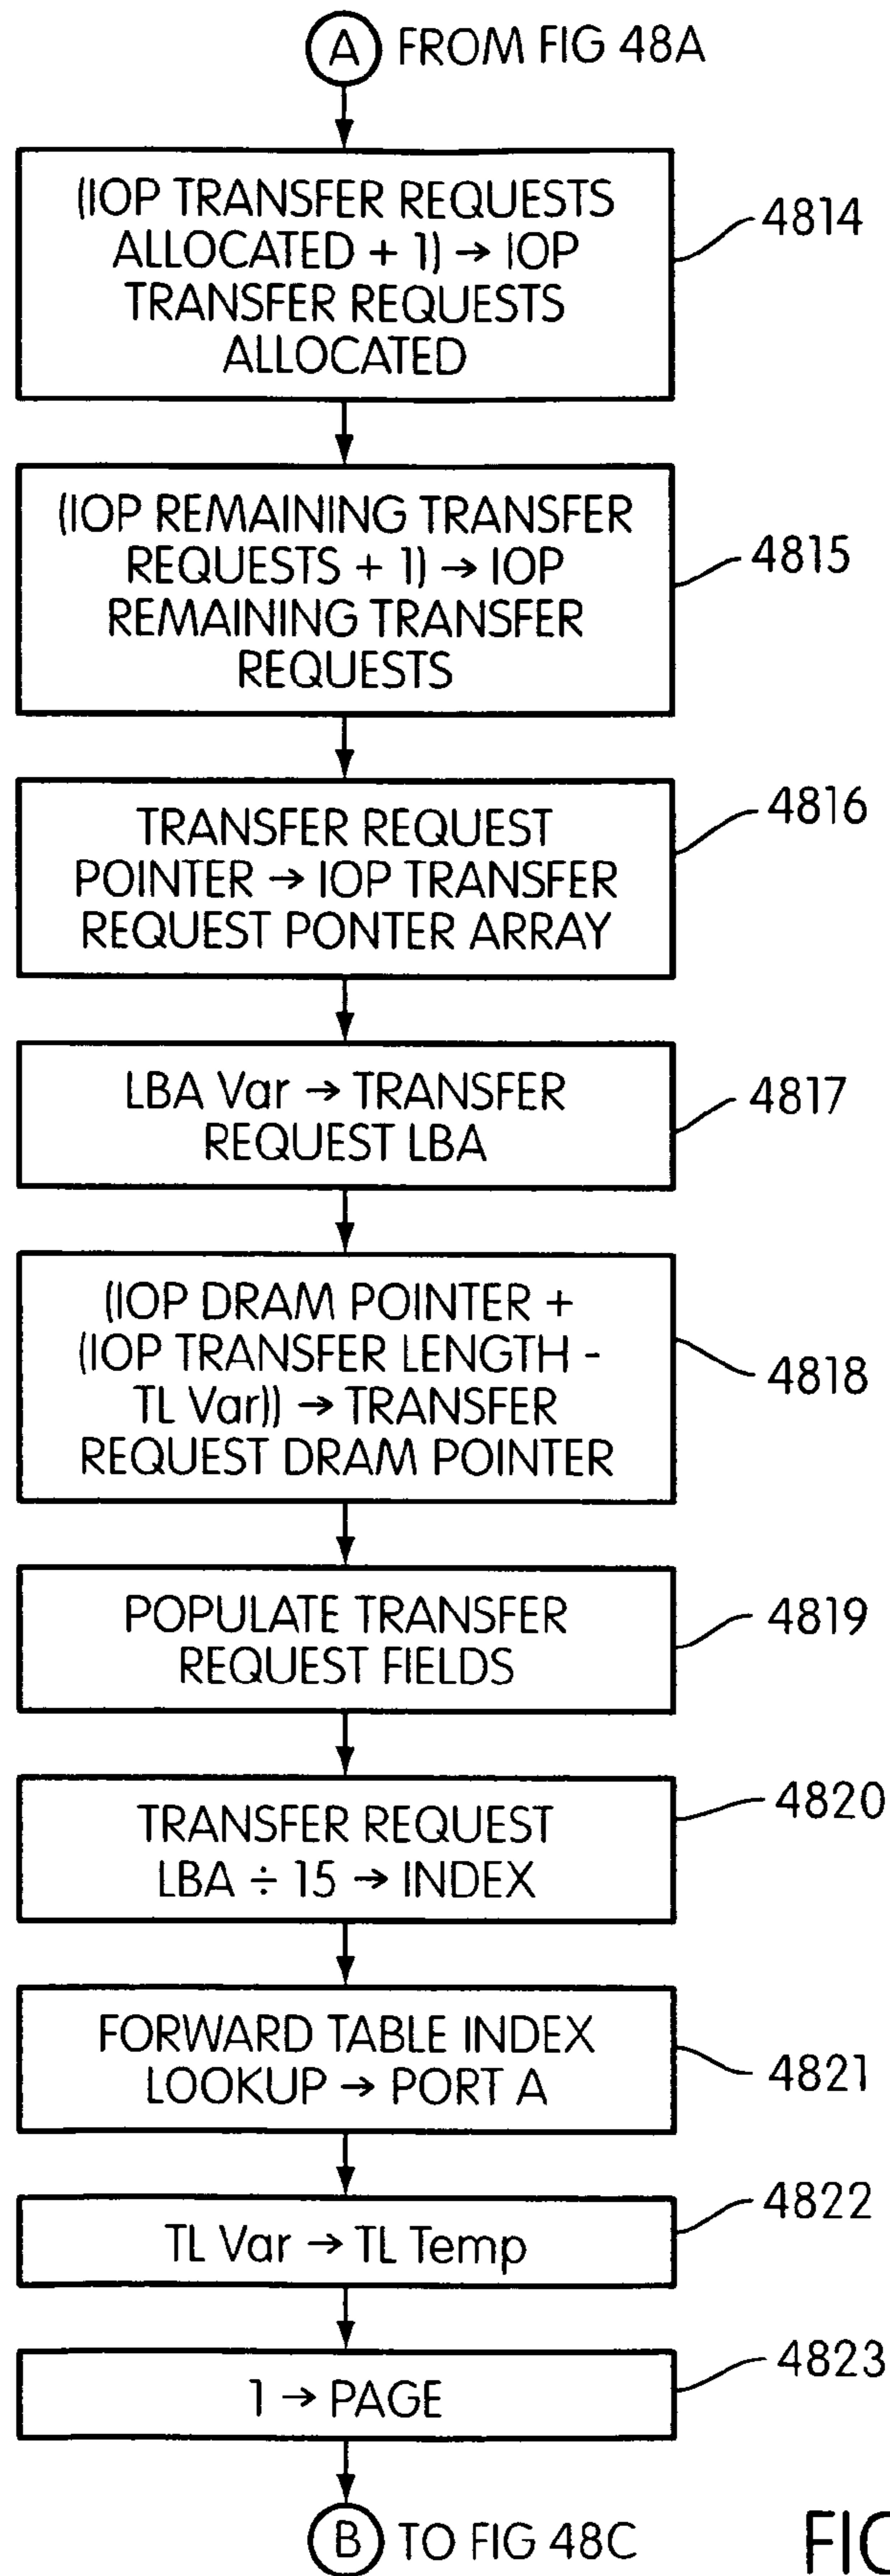 A FROM FIG 48A
(IOP TRANSFER REQUESTS
ALLOCATED + 1) → IOP
TRANSFER REQUESTS
ALLOCATED
4814
(IOP REMAINING TRANSFER
REQUESTS + 1) → IOP
REMAINING TRANSFER
REQUESTS
4815
TRANSFER REQUEST
POINTER → IOP TRANSFER
REQUEST PONTER ARRAY
4816
LBA Var → TRANSFER
REQUEST LBA
4817
(IOP DRAM POINTER +
(IOP TRANSFER LENGTH -
TL Var)) → TRANSFER
REQUEST DRAM POINTER
4818
POPULATE TRANSFER
REQUEST FIELDS
4819
TRANSFER REQUEST
LBA ÷ 15 → INDEX
4820
FORWARD TABLE INDEX
LOOKUP → PORT A
4821
TL Var → TL Temp
4822
1 → PAGE
4823
B TO FIG 48C